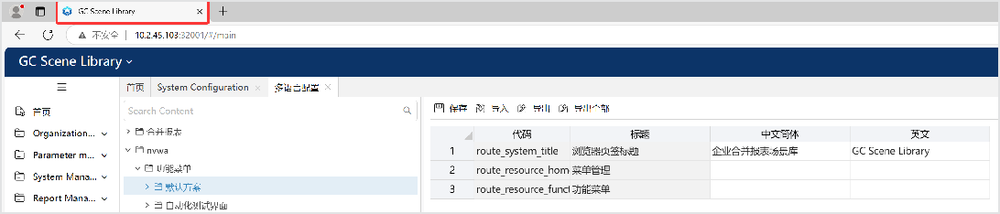 GC Scene Library
不安全 10.2.45.103:32001/#/main
GC Scene Library
首页 System Configuration 多语言配置
首页
Organization...
Parameter m...
System Mana...
Report Mana...
Search Content
合并报表
nvwa
功能菜单
默认方案
自动化测试界面
保存 导入 导出 导出全部
代码 标题 中文简体 英文
1 route_system_title 浏览器页签标题 企业合并报表场景库 GC Scene Library
2 route_resource_hom 菜单管理
3 route_resource_funct 功能菜单